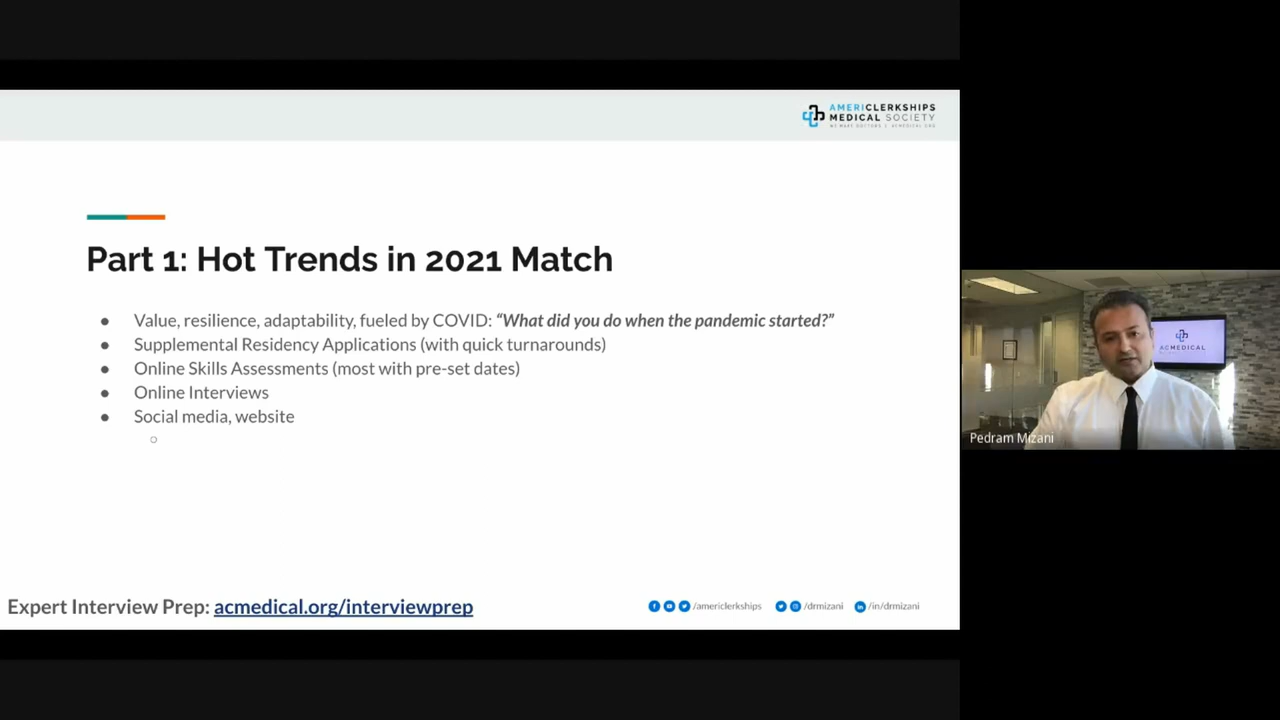 AMERICLERKSHIPS
MEDICAL SOCIETY
Part 1: Hot Trends in 2021 Match
● Value, resilience, adaptability, fueled by COVID: “What did you do when the pandemic started?”
● Supplemental Residency Applications (with quick turnarounds)
● Online Skills Assessments (most with pre-set dates)
● Online Interviews
● Social media, website
○
Expert Interview Prep: acmedical.org/interviewprep
/americlerkships /drmizani /in/drmizani
ACMEDICAL
Pedram Mizani